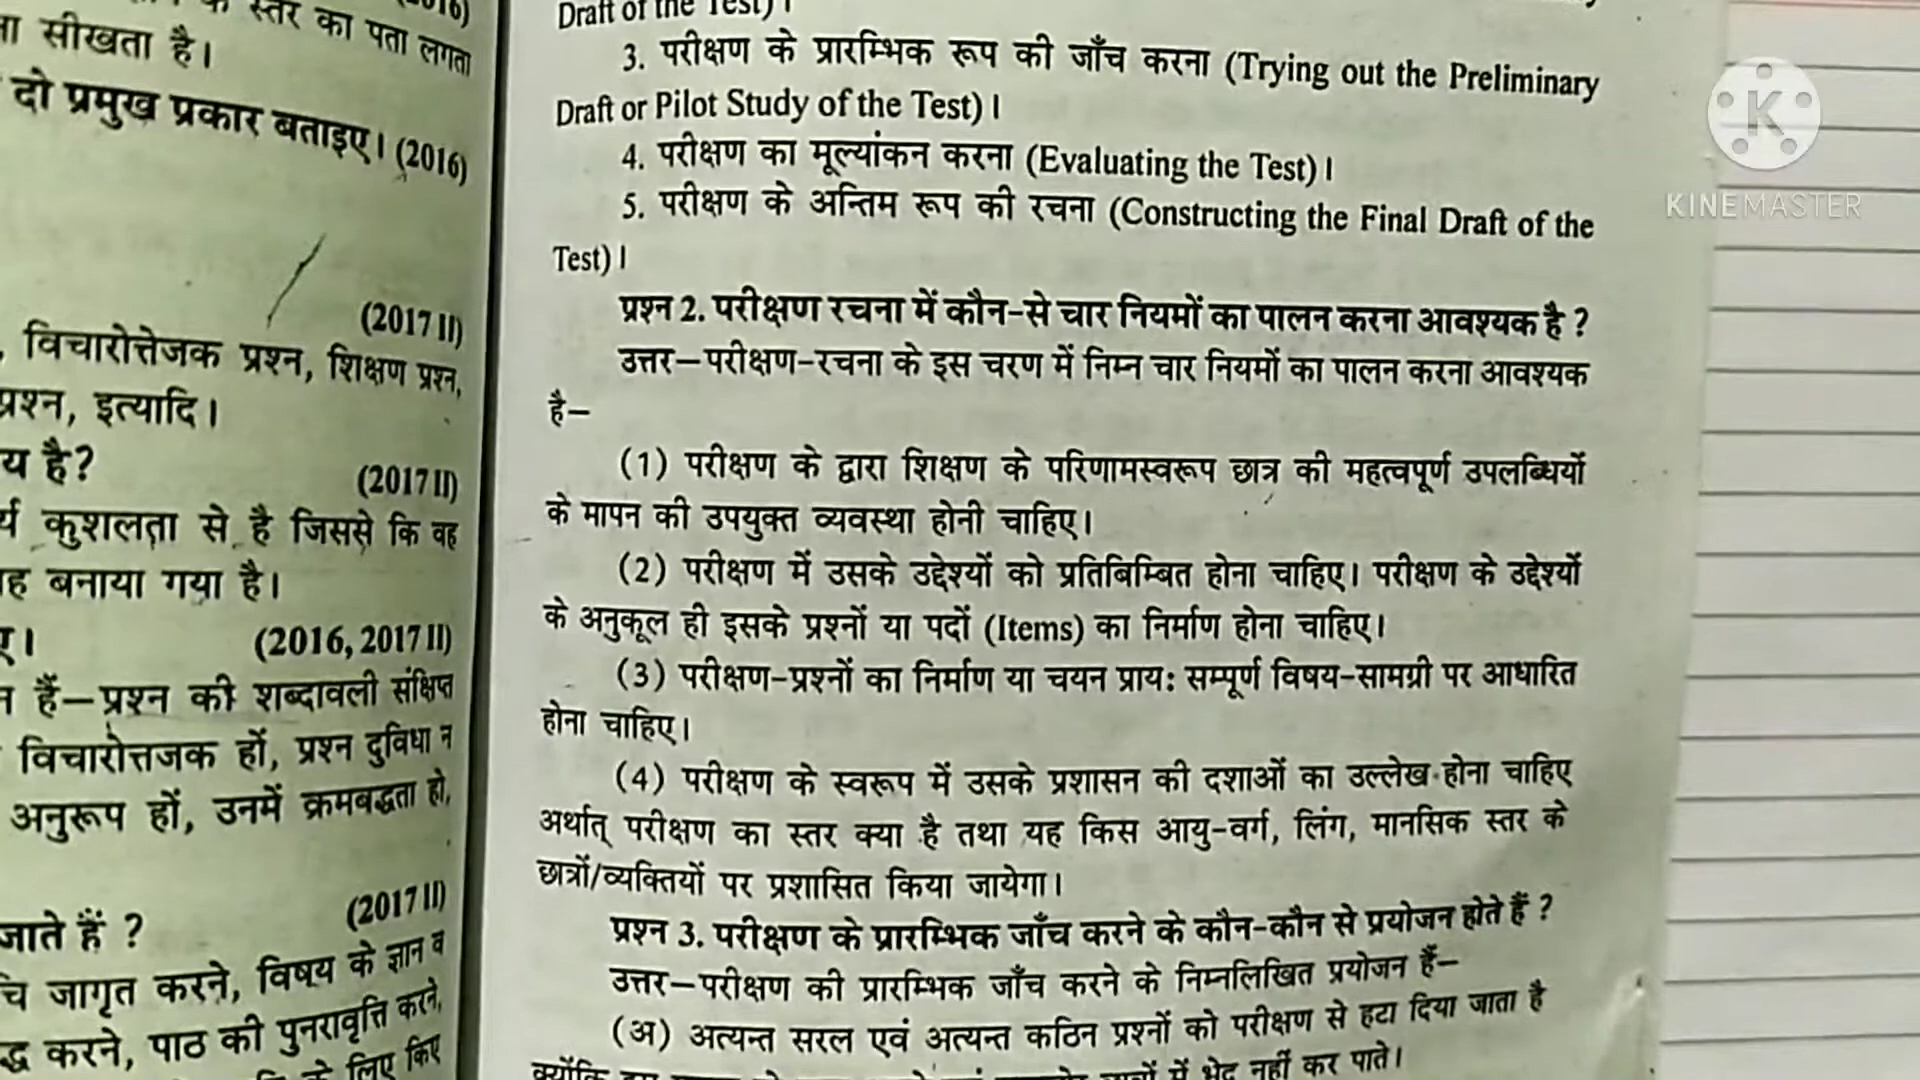 स्तर का पता लगता
सीखता है।
दो प्रमुख प्रकार बताइए। (2016)
(2017 II)
विचारोत्तेजक प्रश्न, शिक्षण प्रश्न,
प्रश्न, इत्यादि।
है?
(2017 II)
कुशलता से है जिससे कि वह
बनाया गया है।
(2016, 2017 II)
हैं—प्रश्न की शब्दावली संक्षिप्त
विचारोत्तजक हों, प्रश्न दुविधा न
अनुरूप हों, उनमें क्रमबद्धता हो,
(2017 II)
जाते हैं ?
जागृत करने, विषय के ज्ञान व
करने, पाठ की पुनरावृत्ति करने,
के लिए किए
Draft of the Test)।
3. परीक्षण के प्रारम्भिक रूप की जाँच करना (Trying out the Preliminary
Draft or Pilot Study of the Test)।
4. परीक्षण का मूल्यांकन करना (Evaluating the Test)।
5. परीक्षण के अन्तिम रूप की रचना (Constructing the Final Draft of the
Test)।
प्रश्न 2. परीक्षण रचना में कौन-से चार नियमों का पालन करना आवश्यक है ?
उत्तर—परीक्षण-रचना के इस चरण में निम्न चार नियमों का पालन करना आवश्यक
है—
(1) परीक्षण के द्वारा शिक्षण के परिणामस्वरूप छात्र की महत्वपूर्ण उपलब्धियों
के मापन की उपयुक्त व्यवस्था होनी चाहिए।
(2) परीक्षण में उसके उद्देश्यों को प्रतिबिम्बित होना चाहिए। परीक्षण के उद्देश्यों
के अनुकूल ही इसके प्रश्नों या पदों (Items) का निर्माण होना चाहिए।
(3) परीक्षण-प्रश्नों का निर्माण या चयन प्राय: सम्पूर्ण विषय-सामग्री पर आधारित
होना चाहिए।
(4) परीक्षण के स्वरूप में उसके प्रशासन की दशाओं का उल्लेख होना चाहिए
अर्थात् परीक्षण का स्तर क्या है तथा यह किस आयु-वर्ग, लिंग, मानसिक स्तर के
छात्रों/व्यक्तियों पर प्रशासित किया जायेगा।
प्रश्न 3. परीक्षण के प्रारम्भिक जाँच करने के कौन-कौन से प्रयोजन होते हैं ?
उत्तर—परीक्षण की प्रारम्भिक जाँच करने के निम्नलिखित प्रयोजन हैं—
(अ) अत्यन्त सरल एवं अत्यन्त कठिन प्रश्नों को परीक्षण से हटा दिया जाता है
क्योंकि में भेद नहीं कर पाते।
K
KINEMASTER